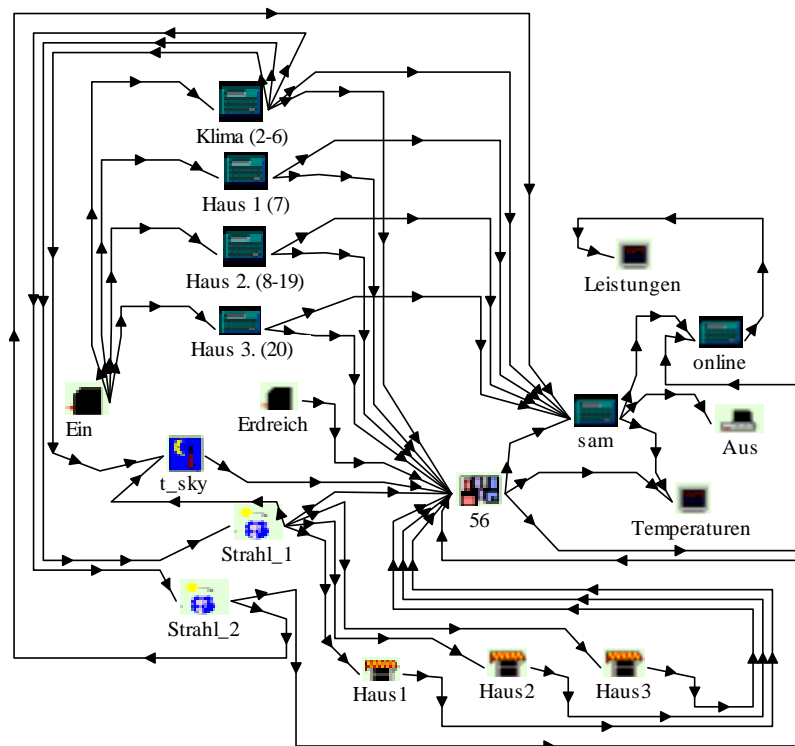 Klima (2-6)
Haus 1 (7)
Haus 2. (8-19)
Leistungen
Haus 3. (20)
online
Ein
Erdreich
sam
Aus
t_sky
56
Temperaturen
Strahl_1
Strahl_2
Haus1
Haus2
Haus3